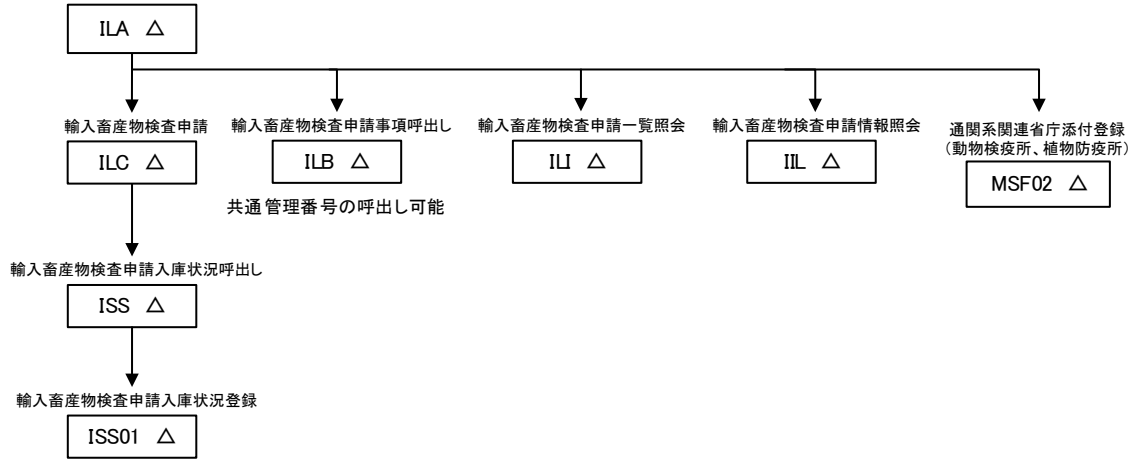 ILA △
輸入畜産物検査申請
ILC △
輸入畜産物検査申請事項呼出し
ILB △
共通管理番号の呼出し可能
輸入畜産物検査申請一覧照会
ILI △
輸入畜産物検査申請情報照会
IIL △
通関系関連省庁添付登録
（動物検疫所、植物防疫所）
MSF02 △
輸入畜産物検査申請入庫状況呼出し
ISS △
輸入畜産物検査申請入庫状況登録
ISS01 △